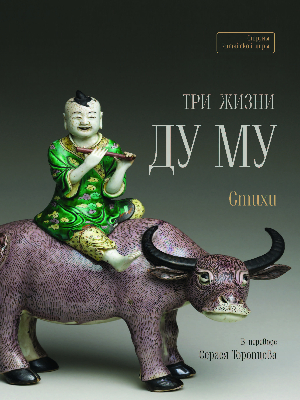 ТРИ ЖИЗНИ
ДУ МУ
Стихи
В переводе
Сергея Торопцева